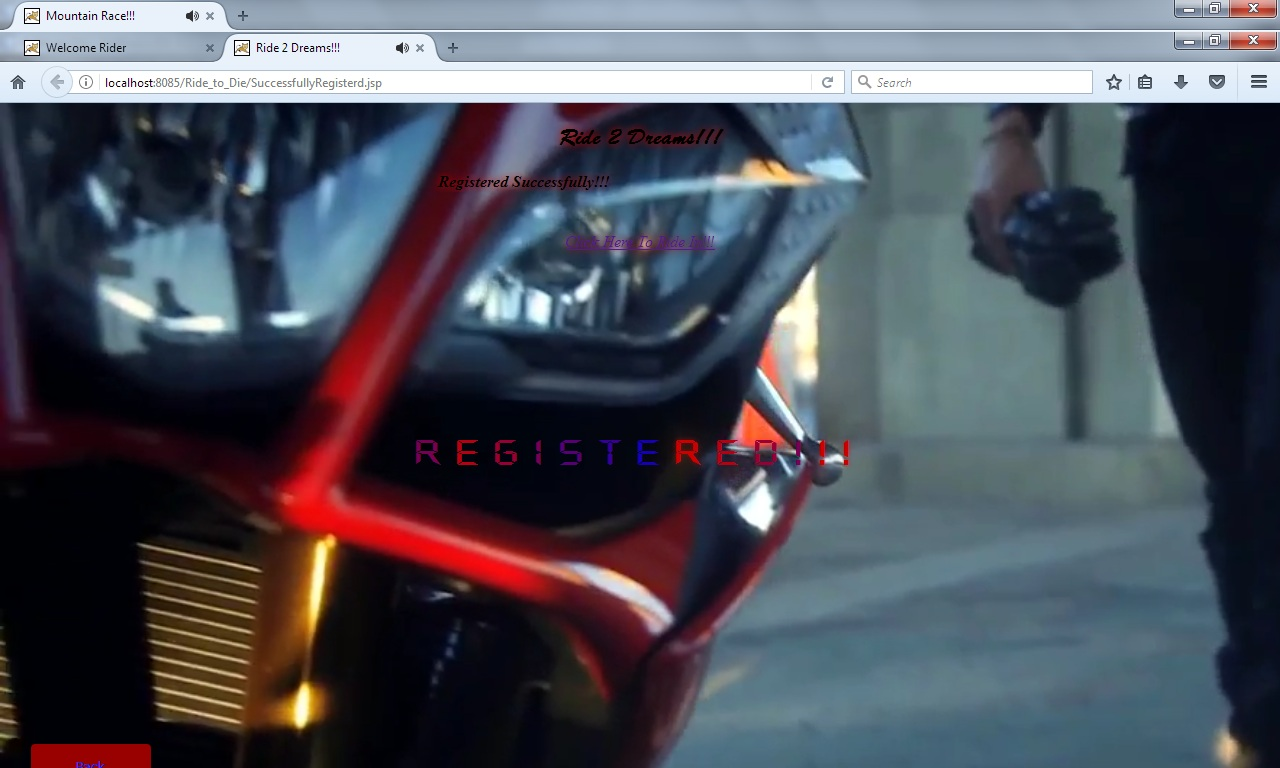 Mountain Race!!!
Welcome Rider
Ride 2 Dreams!!!
localhost:8085/Ride_to_Die/SuccessfullyRegisterd.jsp
Search
Ride 2 Dreams!!!
Registered Successfully!!!
Click Here To Ride Bill
REGISTERED!!!
Back